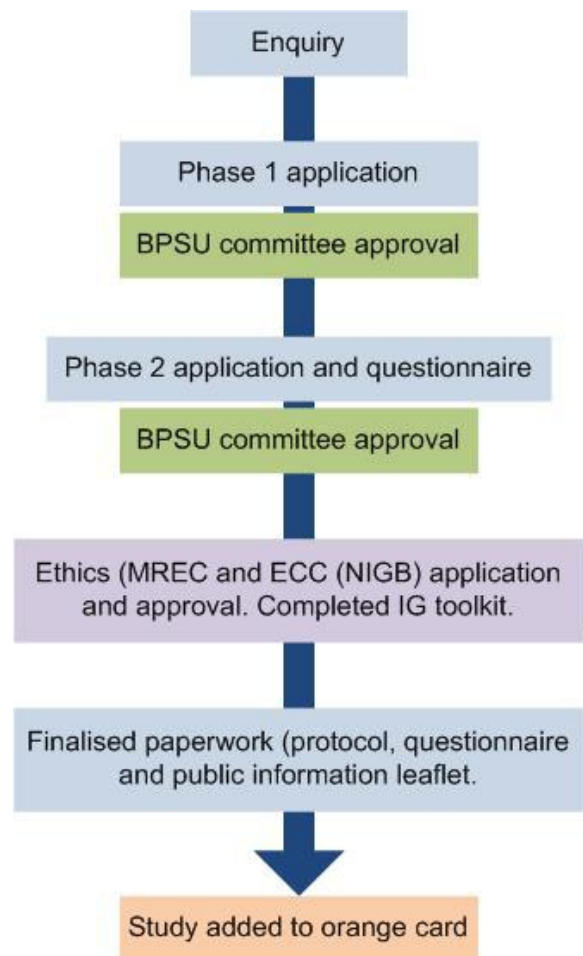 Enquiry
Phase 1 application
BPSU committee approval
Phase 2 application and questionnaire
BPSU committee approval
Ethics (MREC and ECC (NIGB) application
and approval. Completed IG toolkit.
Finalised paperwork (protocol, questionnaire
and public information leaflet.
Study added to orange card